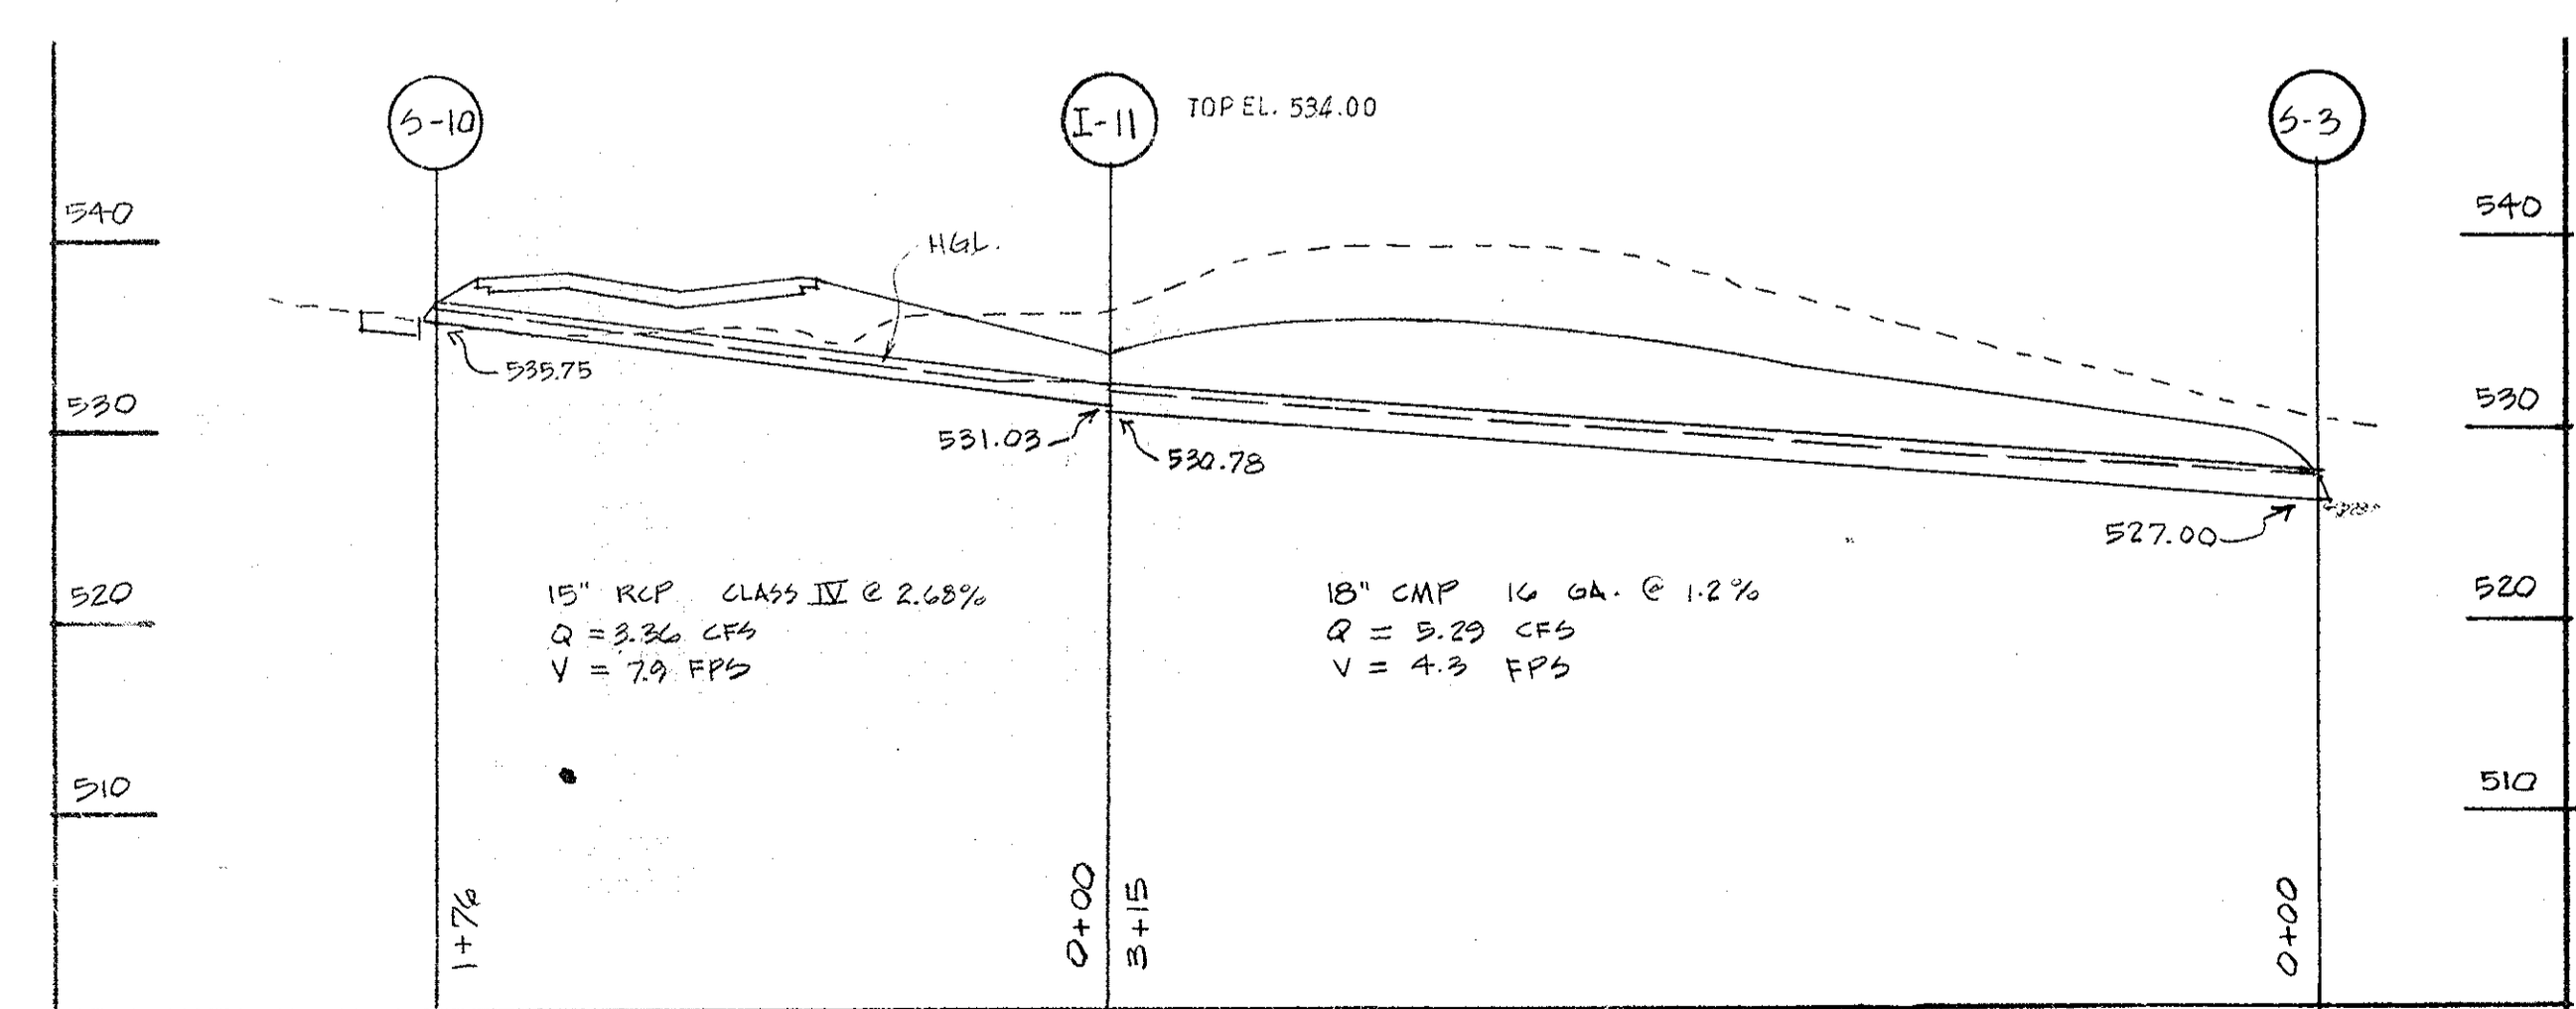 S-10
I-11
TOP EL. 534.00
S-3
540
540
HGL.
535.75
530
530
531.03
530.78
527.00
520
520
15" RCP CLASS IV @ 2.68%
Q = 3.36 CFS
V = 7.9 FPS
18" CMP 16 GA. @ 1.2%
Q = 5.29 CFS
V = 4.3 FPS
510
510
1+76
0+00
3+15
0+00